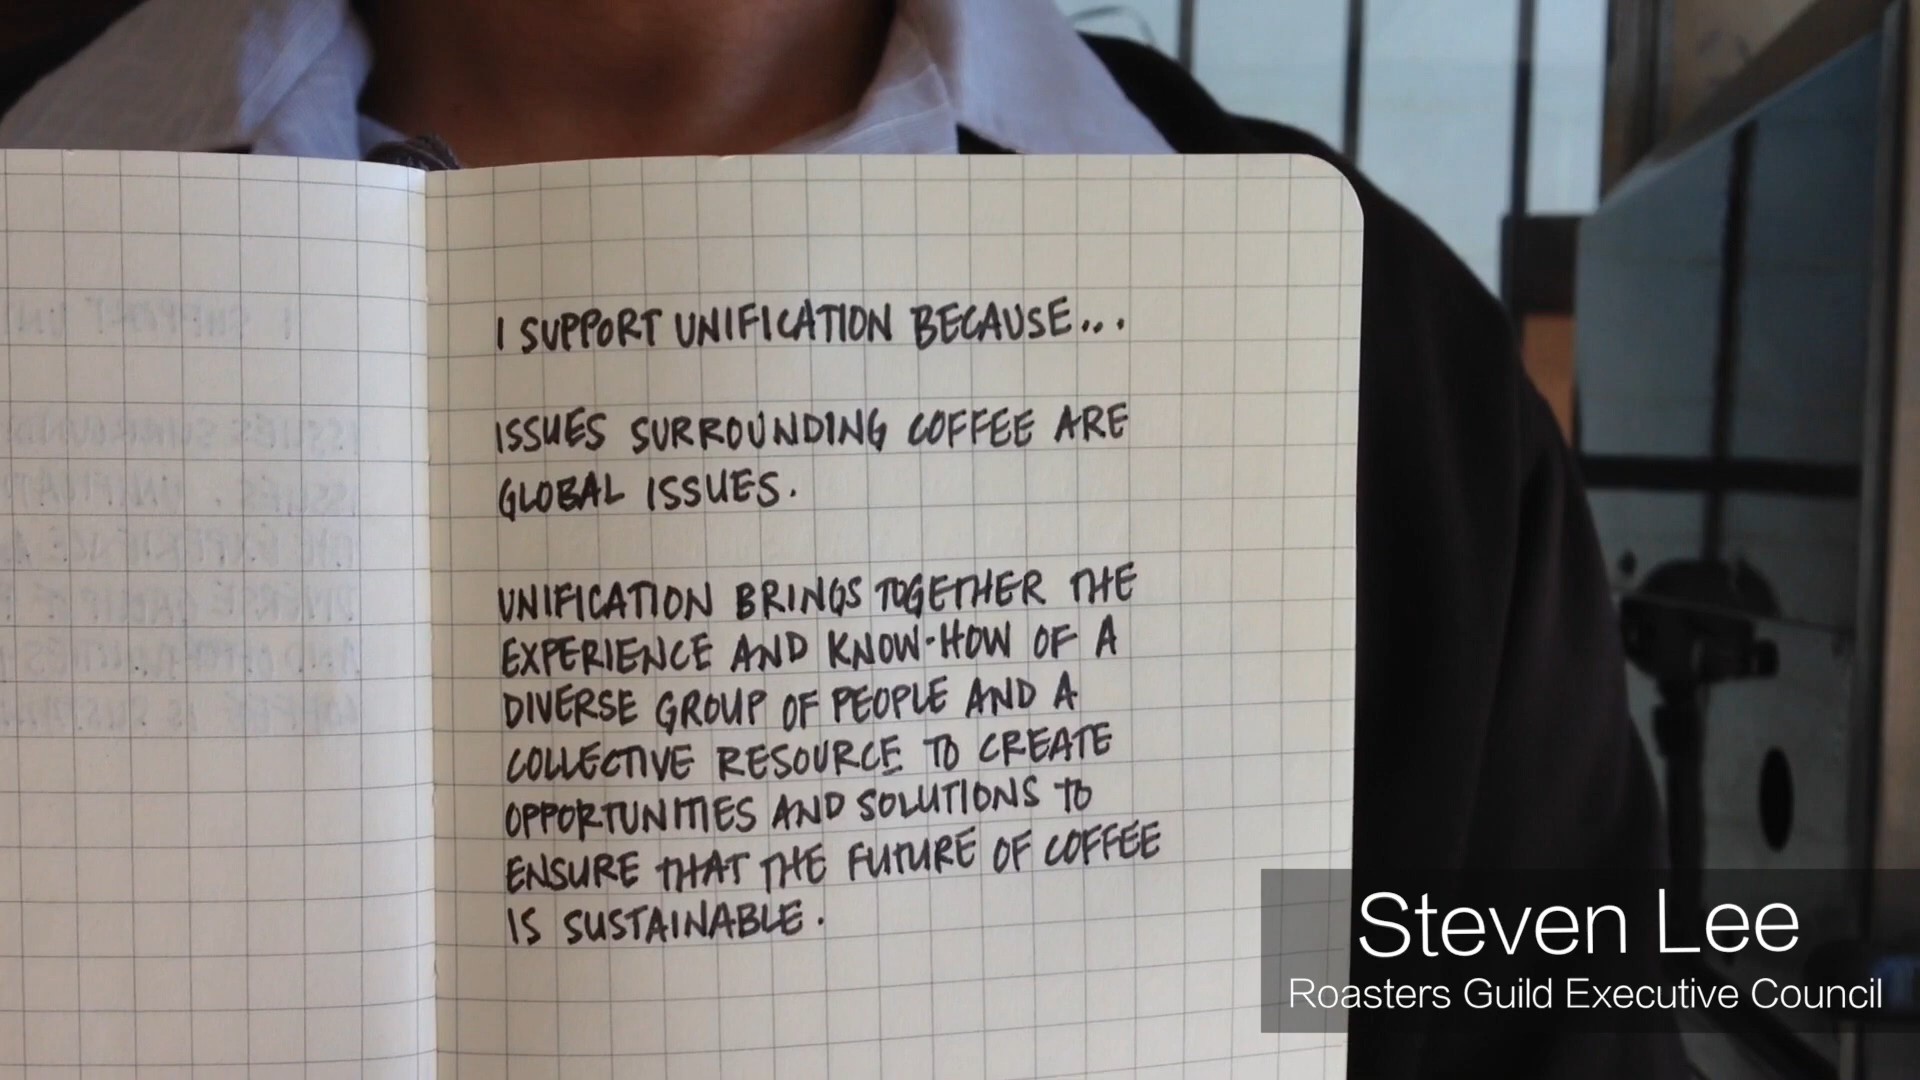 I SUPPORT UNIFICATION BECAUSE...
ISSUES SURROUNDING COFFEE ARE
GLOBAL ISSUES.
UNIFICATION BRINGS TOGETHER THE
EXPERIENCE AND KNOW-HOW OF A
DIVERSE GROUP OF PEOPLE AND A
COLLECTIVE RESOURCE TO CREATE
OPPORTUNITIES AND SOLUTIONS TO
ENSURE THAT THE FUTURE OF COFFEE
IS SUSTAINABLE.
Steven Lee
Roasters Guild Executive Council